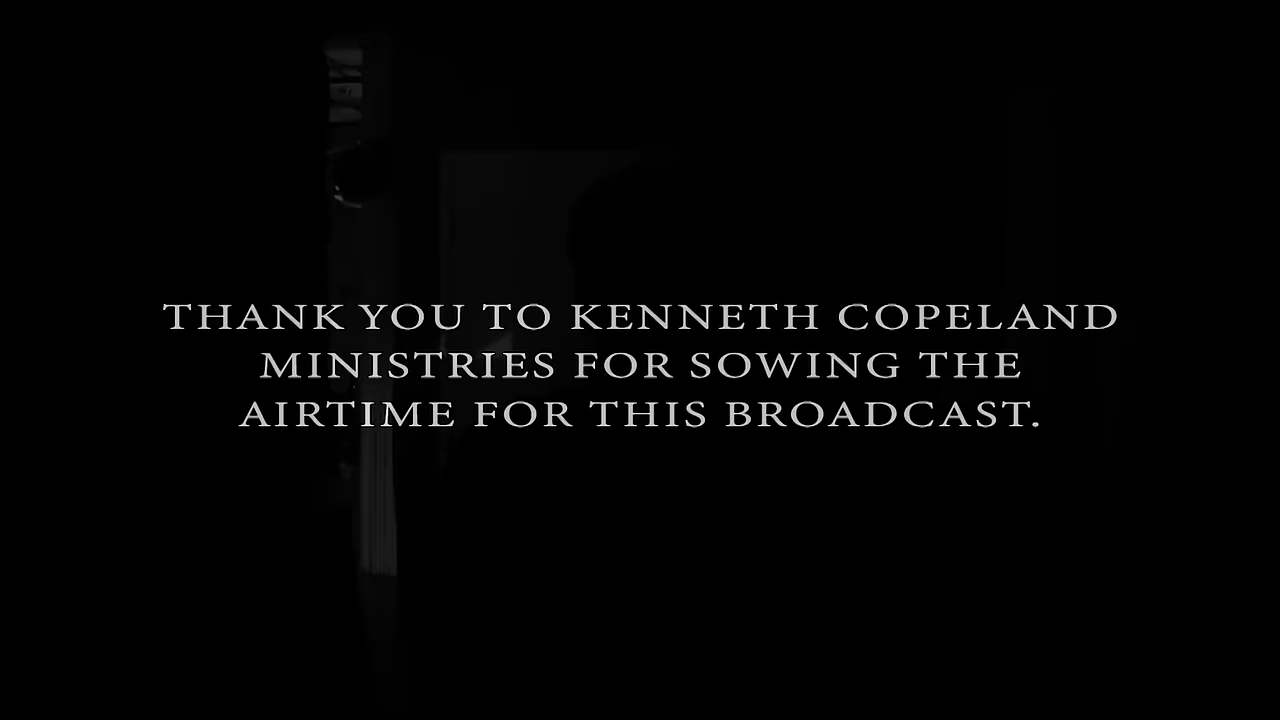 THANK YOU TO KENNETH COPELAND
MINISTRIES FOR SOWING THE
AIRTIME FOR THIS BROADCAST.